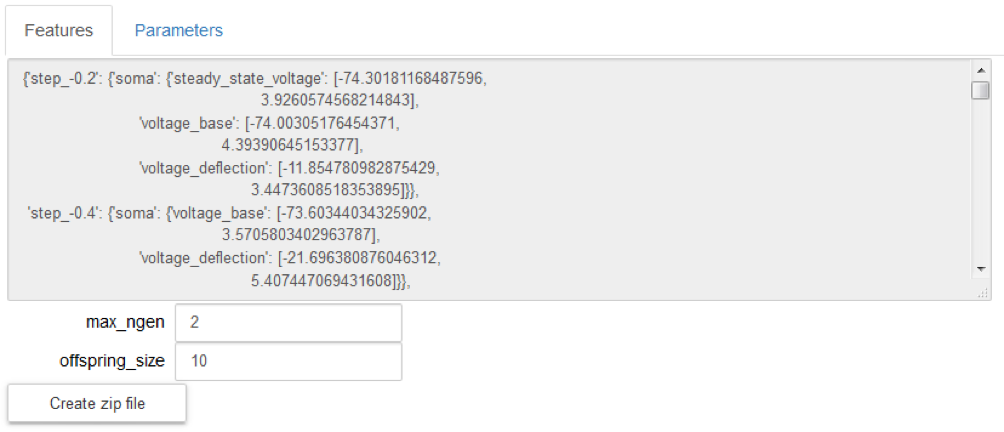 Features Parameters
{'step_-0.2': {'soma': {'steady_state_voltage': [-74.30181168487596,
3.9260574568214843],
'voltage_base': [-74.00305176454371,
4.39390645153377],
'voltage_deflection': [-11.854780982875429,
3.4473608518353895]}},
'step_-0.4': {'soma': {'voltage_base': [-73.60344034325902,
3.5705803402963787],
'voltage_deflection': [-21.696380876046312,
5.407447069431608]}},
max_ngen 2
offspring_size 10
Create zip file